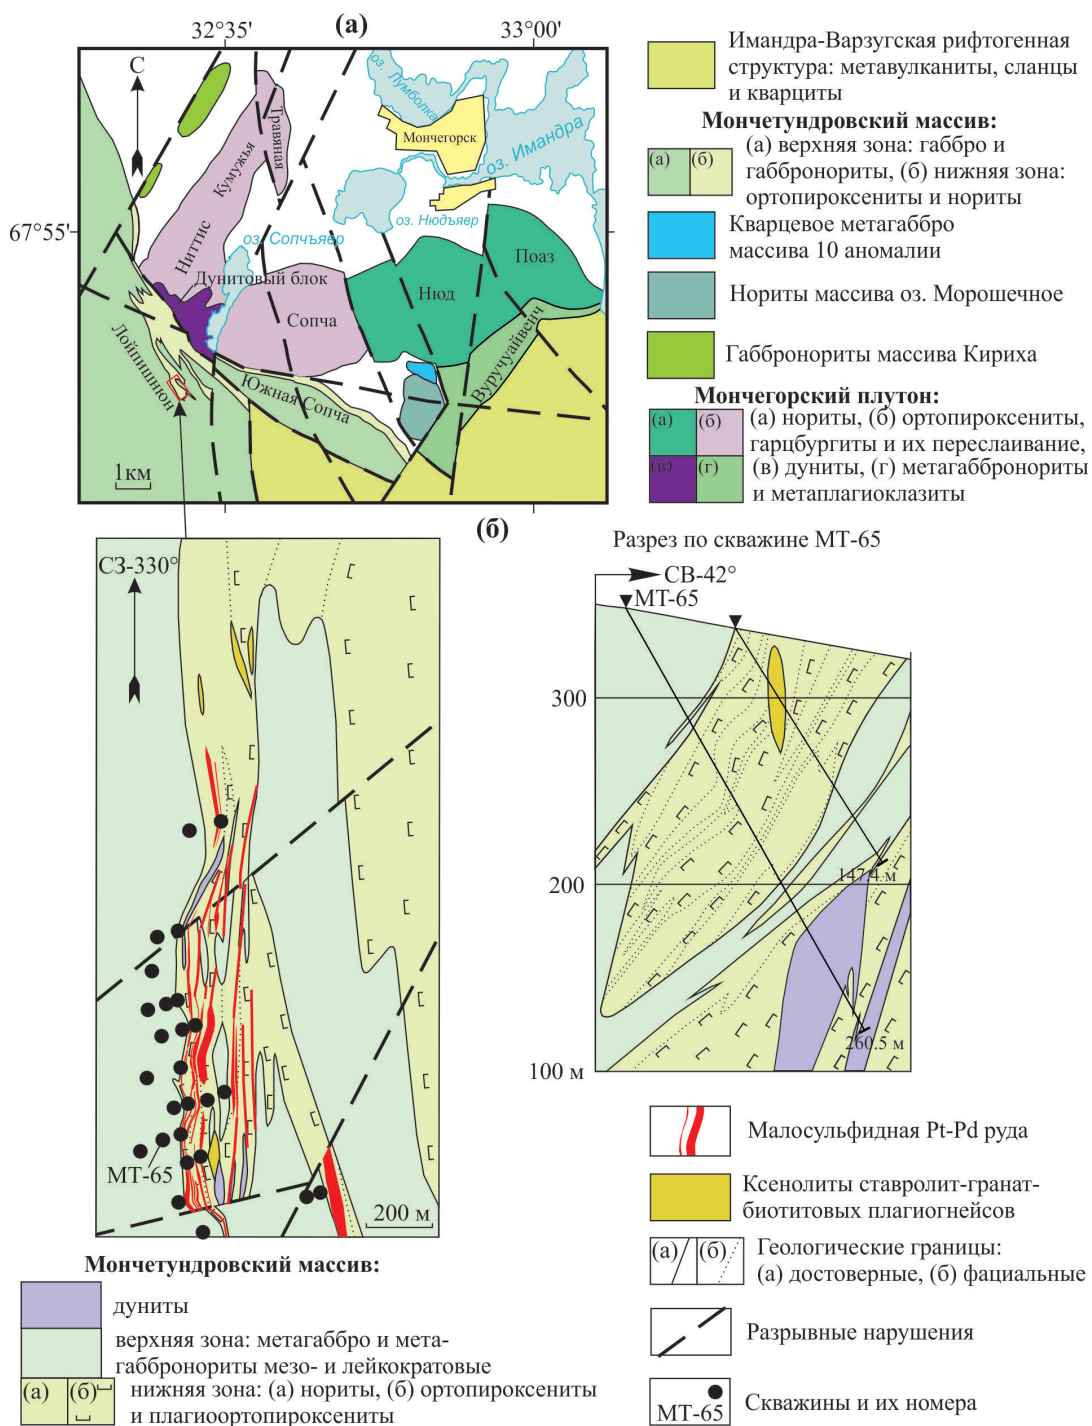 32°35'
(а)
33°00'
С
67°55'
Травяная
Кумужья
Ниттис
Дунитовый блок
оз. Сопчъявр
оз. Лумболка
Мончегорск
оз. Имандра
оз. Нюдъявр
Поаз
Нюд
Сопча
Вуручуайвенч
Лойпишнюн
Южная Сопча
1км
Имандра-Варзугская рифтогенная
структура: метавулканиты, сланцы
и кварциты
Мончетундровский массив:
(а) (б)
(а) верхняя зона: габбро и
габбронориты, (б) нижняя зона:
ортопироксениты и нориты
Кварцевое метагаббро
массива 10 аномалии
Нориты массива оз. Морошечное
Габбронориты массива Кириха
Мончегорский плутон:
(а) (б)
(в) (г)
(а) нориты, (б) ортопироксениты,
гарцбургиты и их переслаивание,
(в) дуниты, (г) метагаббронориты
и метаплагиоклазиты
(б)
СЗ-330°
МТ-65
200 м
Разрез по скважине МТ-65
СВ-42°
МТ-65
300
200
100 м
147.4 м
260.5 м
Мончетундровский массив:
дуниты
верхняя зона: метагаббро и мета-
габбронориты мезо- и лейкократовые
(а) (б)
нижняя зона: (а) нориты, (б) ортопироксениты
и плагиоортопироксениты
Малосульфидная Pt-Pd руда
Ксенолиты ставролит-гранат-
биотитовых плагиогнейсов
(а) (б)
Геологические границы:
(а) достоверные, (б) фациальные
Разрывные нарушения
МТ-65
Скважины и их номера